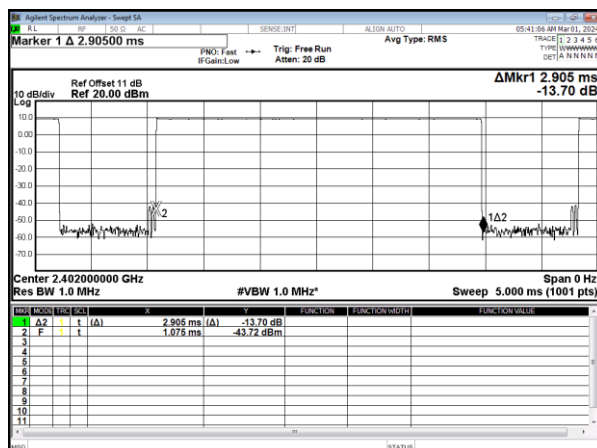 Agilent Spectrum Analyzer - Swept SA
RL RF 50 Ω AC SENSE:INT ALIGN AUTO 05:41:06 AM Mar 01, 2024
Marker 1 Δ 2.90500 ms
PNO: Fast Trig: Free Run Avg Type: RMS TRACE 1 2 3 4 5 6
IFGain:Low Atten: 20 dB TYPE
DET A N N N N N
ΔMkr1 2.905 ms
-13.70 dB
Ref Offset 11 dB
10 dB/div Ref 20.00 dBm
Log
10.0
0.00
-10.0
-20.0
-30.0
-40.0
-50.0
-60.0
-70.0
2
1Δ2
Center 2.402000000 GHz Span 0 Hz
Res BW 1.0 MHz #VBW 1.0 MHz* Sweep 5.000 ms (1001 pts)
MKR MODE TRC SCL X Y FUNCTION FUNCTION WIDTH FUNCTION VALUE
1 Δ2 1 t (Δ) 2.905 ms (Δ) -13.70 dB
2 F 1 t 1.075 ms -43.72 dBm
3
4
5
6
7
8
9
10
11
MSG STATUS